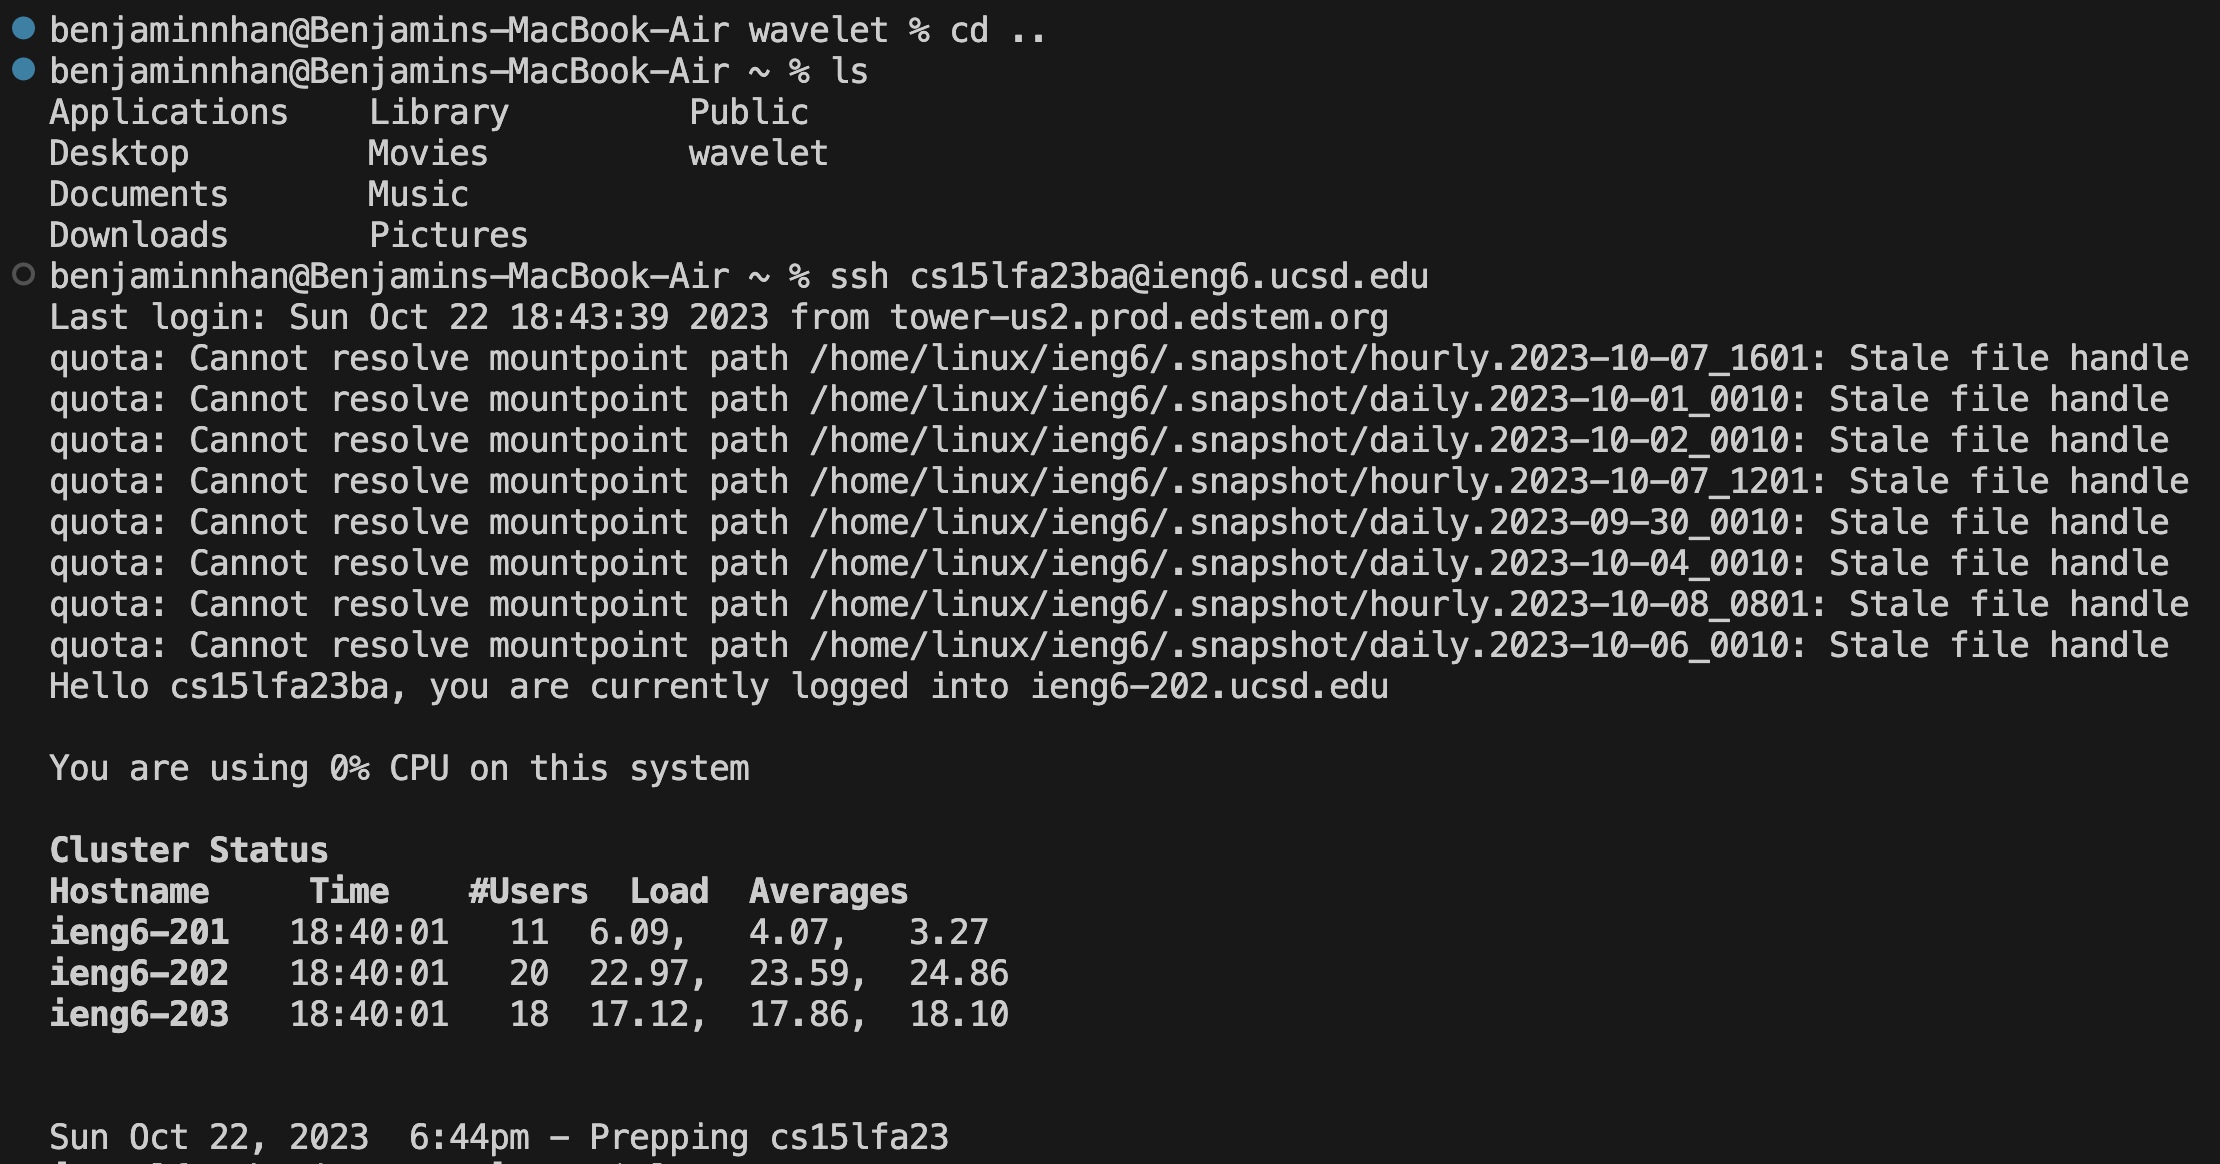 benjaminnhan@Benjamins-MacBook-Air wavelet % cd ..
benjaminnhan@Benjamins-MacBook-Air ~ % ls
Applications    Library         Public
Desktop         Movies          wavelet
Documents       Music
Downloads       Pictures
benjaminnhan@Benjamins-MacBook-Air ~ % ssh cs15lfa23ba@ieng6.ucsd.edu
Last login: Sun Oct 22 18:43:39 2023 from tower-us2.prod.edstem.org
quota: Cannot resolve mountpoint path /home/linux/ieng6/.snapshot/hourly.2023-10-07_1601: Stale file handle
quota: Cannot resolve mountpoint path /home/linux/ieng6/.snapshot/daily.2023-10-01_0010: Stale file handle
quota: Cannot resolve mountpoint path /home/linux/ieng6/.snapshot/daily.2023-10-02_0010: Stale file handle
quota: Cannot resolve mountpoint path /home/linux/ieng6/.snapshot/hourly.2023-10-07_1201: Stale file handle
quota: Cannot resolve mountpoint path /home/linux/ieng6/.snapshot/daily.2023-09-30_0010: Stale file handle
quota: Cannot resolve mountpoint path /home/linux/ieng6/.snapshot/daily.2023-10-04_0010: Stale file handle
quota: Cannot resolve mountpoint path /home/linux/ieng6/.snapshot/hourly.2023-10-08_0801: Stale file handle
quota: Cannot resolve mountpoint path /home/linux/ieng6/.snapshot/daily.2023-10-06_0010: Stale file handle
Hello cs15lfa23ba, you are currently logged into ieng6-202.ucsd.edu
You are using 0% CPU on this system
Cluster Status
Hostname     Time    #Users  Load  Averages
ieng6-201   18:40:01   11  6.09,   4.07,   3.27
ieng6-202   18:40:01   20  22.97,  23.59,  24.86
ieng6-203   18:40:01   18  17.12,  17.86,  18.10
Sun Oct 22, 2023  6:44pm - Prepping cs15lfa23